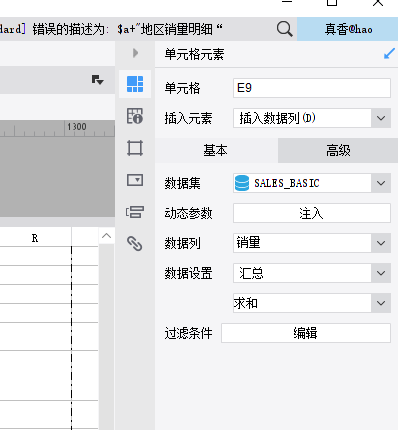 dard] 错误的描述为: $a+"地区销量明细“
真香@hao
单元格元素
单元格 E9
插入元素 插入数据列(D)
基本 高级
1300
数据集 SALES_BASIC
动态参数 注入
R
数据列 销量
数据设置 汇总
求和
过滤条件 编辑